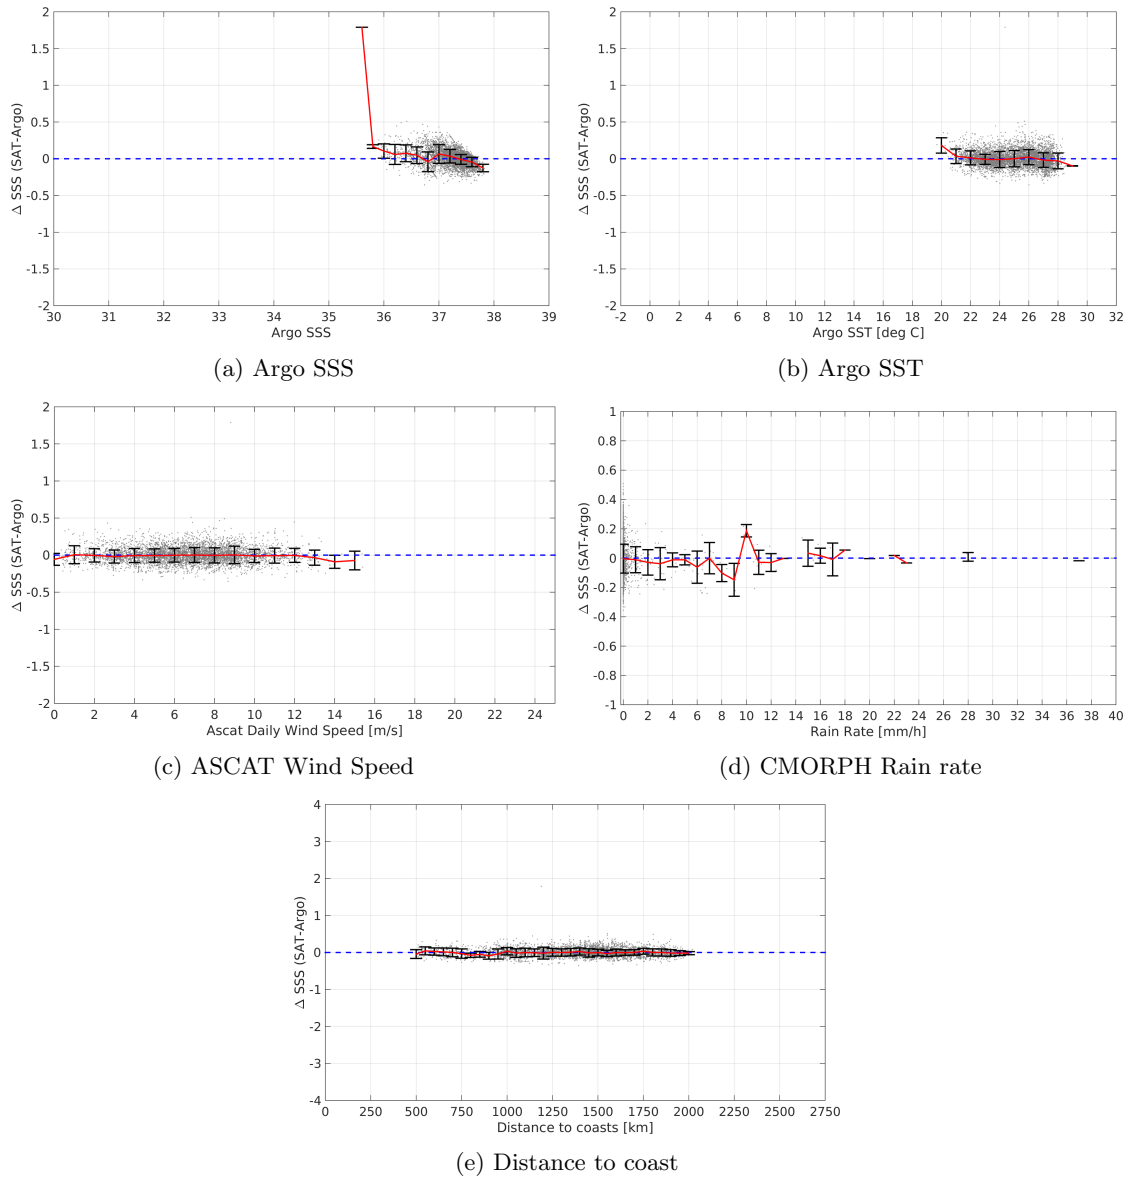 2
1.5
1
0.5
0
-0.5
-1
-1.5
-2
Δ SSS (SAT-Argo)
30 31 32 33 34 35 36 37 38 39
Argo SSS
(a) Argo SSS
2
1.5
1
0.5
0
-0.5
-1
-1.5
-2
Δ SSS (SAT-Argo)
-2 0 2 4 6 8 10 12 14 16 18 20 22 24 26 28 30 32
Argo SST [deg C]
(b) Argo SST
2
1.5
1
0.5
0
-0.5
-1
-1.5
-2
Δ SSS (SAT-Argo)
0 2 4 6 8 10 12 14 16 18 20 22 24
Ascat Daily Wind Speed [m/s]
(c) ASCAT Wind Speed
1
0.8
0.6
0.4
0.2
0
-0.2
-0.4
-0.6
-0.8
-1
Δ SSS (SAT-Argo)
0 2 4 6 8 10 12 14 16 18 20 22 24 26 28 30 32 34 36 38 40
Rain Rate [mm/h]
(d) CMORPH Rain rate
4
3
2
1
0
-1
-2
-3
-4
Δ SSS (SAT-Argo)
0 250 500 750 1000 1250 1500 1750 2000 2250 2500 2750
Distance to coasts [km]
(e) Distance to coast